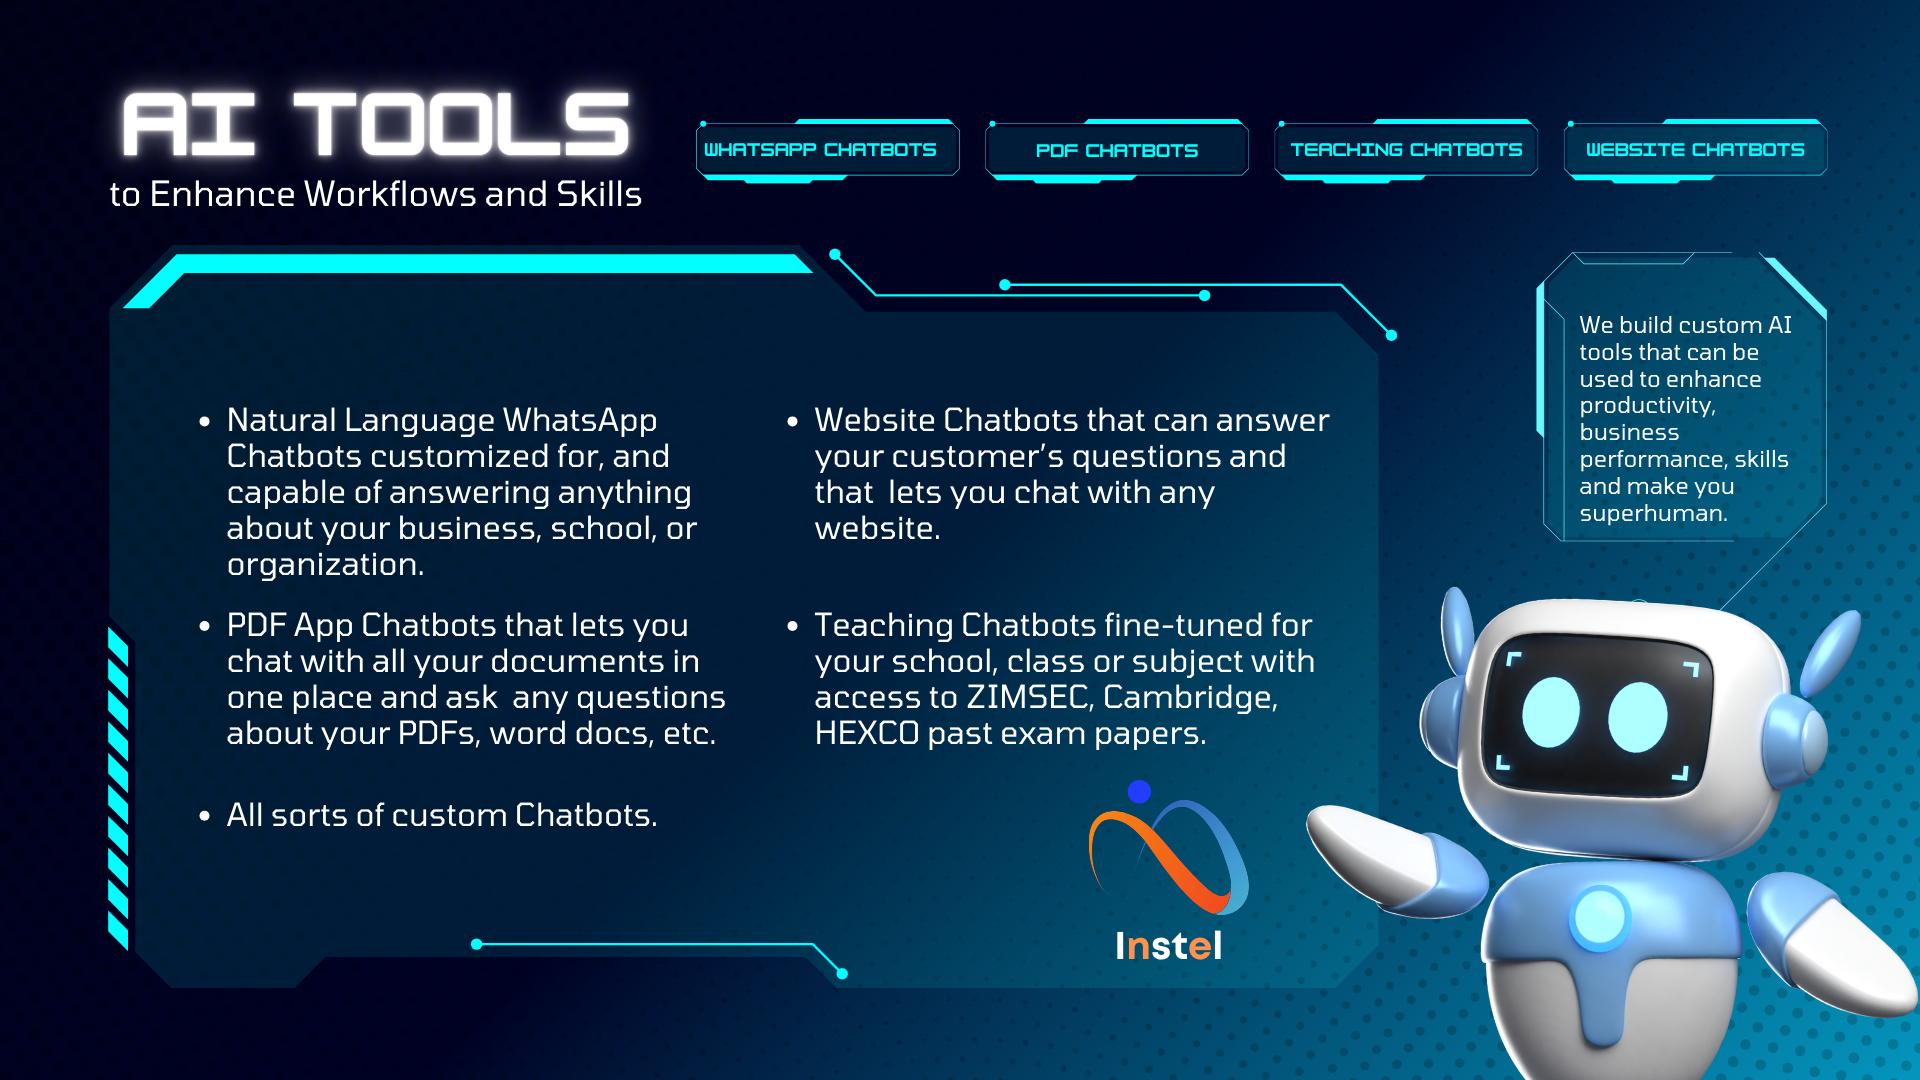 AI TOOLS
to Enhance Workflows and Skills
WHATSAPP CHATBOTS
PDF CHATBOTS
TEACHING CHATBOTS
WEBSITE CHATBOTS
• Natural Language WhatsApp
Chatbots customized for, and
capable of answering anything
about your business, school, or
organization.
• PDF App Chatbots that lets you
chat with all your documents in
one place and ask  any questions
about your PDFs, word docs, etc.
• All sorts of custom Chatbots.
• Website Chatbots that can answer
your customer’s questions and
that  lets you chat with any
website.
• Teaching Chatbots fine-tuned for
your school, class or subject with
access to ZIMSEC, Cambridge,
HEXCO past exam papers.
We build custom AI
tools that can be
used to enhance
productivity,
business
performance, skills
and make you
superhuman.
Instel